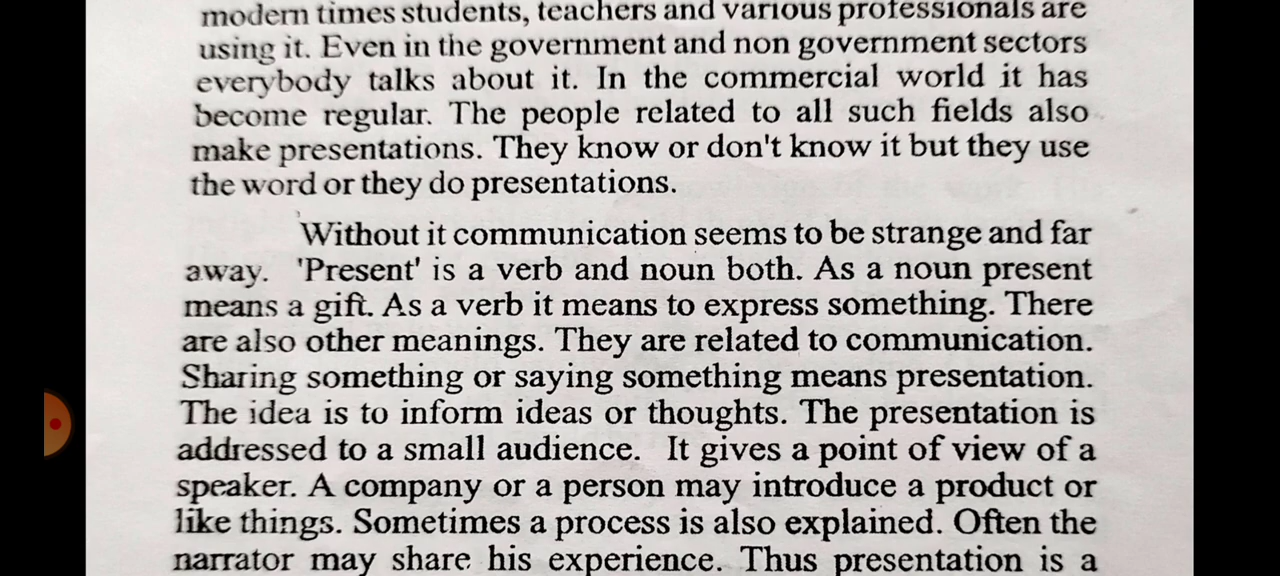 modern times students, teachers and various professionals are
using it. Even in the government and non government sectors
everybody talks about it. In the commercial world it has
become regular. The people related to all such fields also
make presentations. They know or don't know it but they use
the word or they do presentations.
Without it communication seems to be strange and far
away. 'Present' is a verb and noun both. As a noun present
means a gift. As a verb it means to express something. There
are also other meanings. They are related to communication.
Sharing something or saying something means presentation.
The idea is to inform ideas or thoughts. The presentation is
addressed to a small audience. It gives a point of view of a
speaker. A company or a person may introduce a product or
like things. Sometimes a process is also explained. Often the
narrator may share his experience. Thus presentation is a